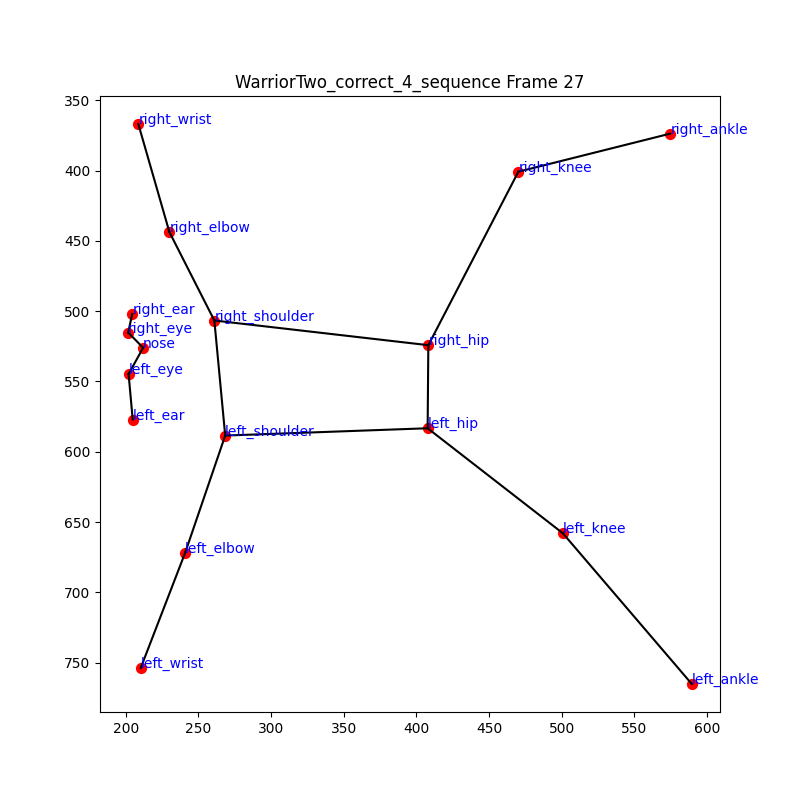 WarriorTwo_correct_4_sequence Frame 27
350
right_wrist
right_ankle
400
right_knee
450
right_elbow
500
right_ear
right_shoulder
right_eye
nose
right_hip
550
left_eye
left_ear
left_shoulder
left_hip
600
650
left_knee
left_elbow
700
750
left_wrist
left_ankle
200 250 300 350 400 450 500 550 600